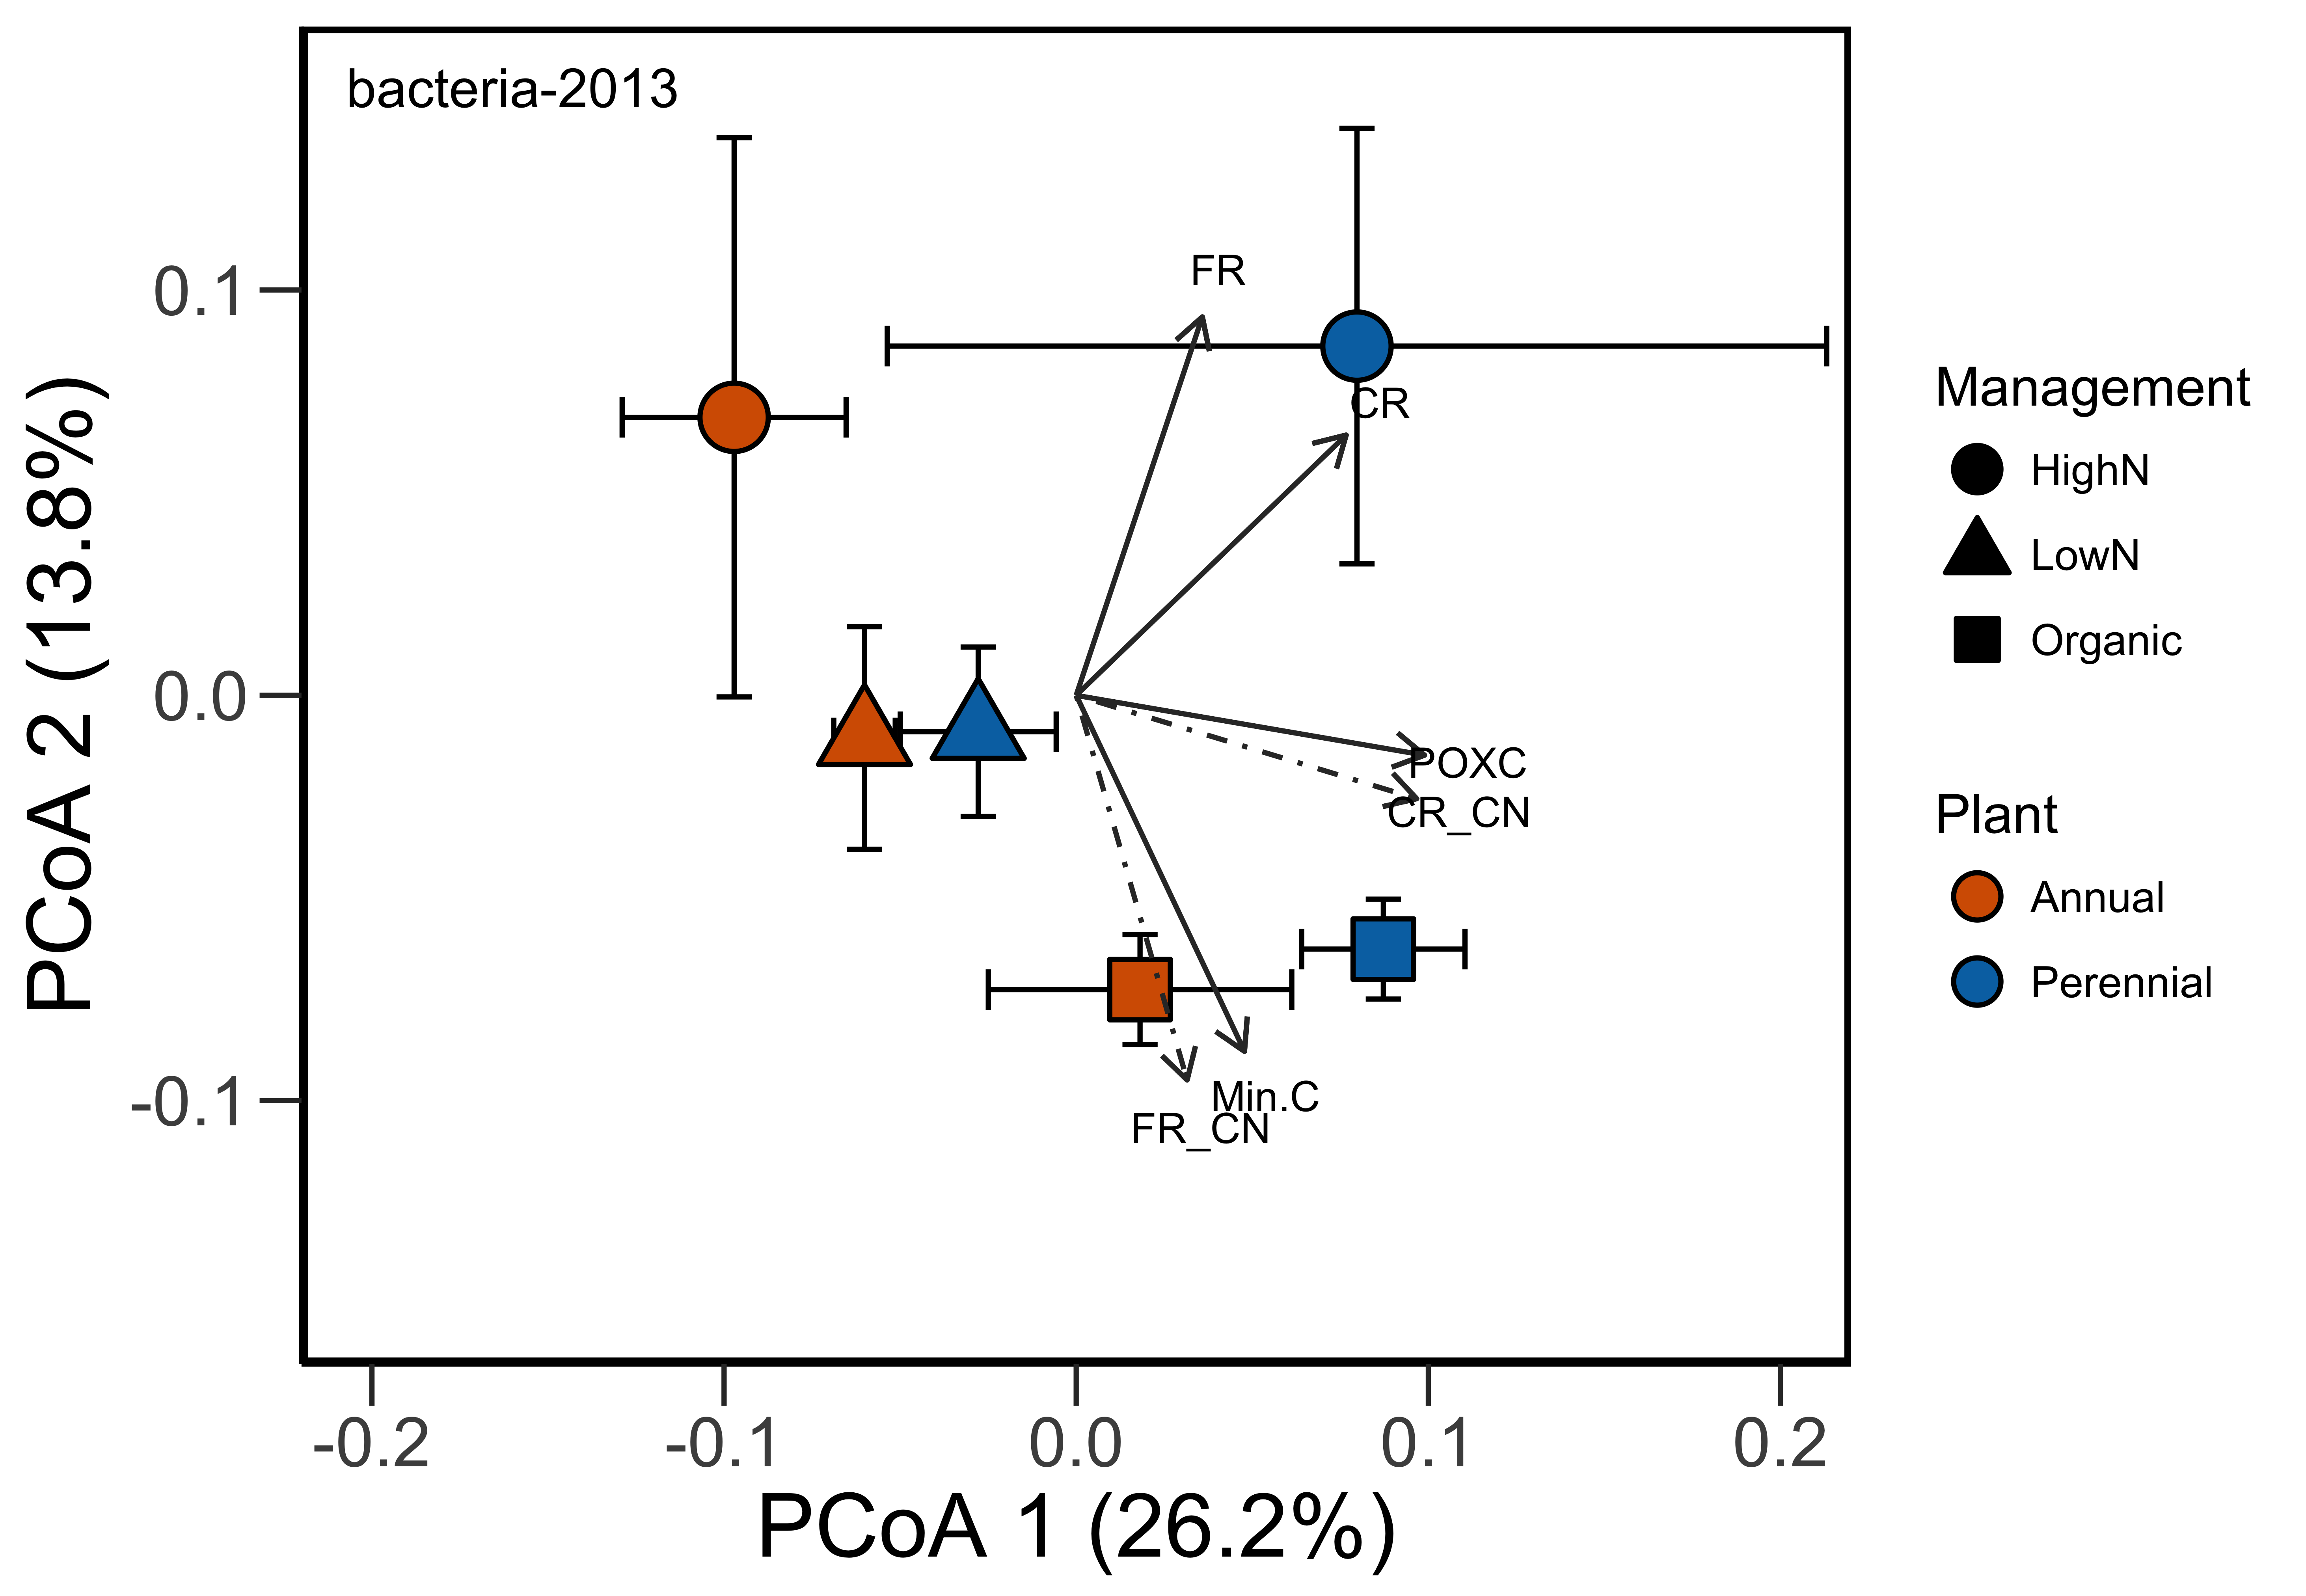 bacteria-2013
FR
CR
POXC
CR_CN
Min.C
FR_CN
0.1
0.0
-0.1
PCoA 2 (13.8%)
-0.2
-0.1
0.0
0.1
0.2
PCoA 1 (26.2%)
Management
HighN
LowN
Organic
Plant
Annual
Perennial